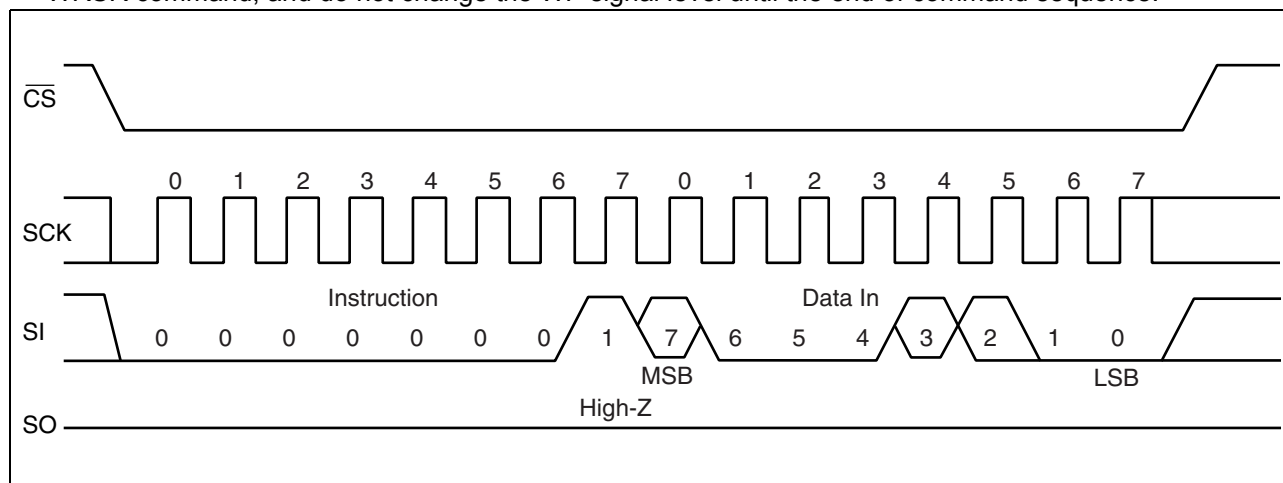 WRSR command, and do not change the WP signal level until the end of command sequence.
CS
0 1 2 3 4 5 6 7 0 1 2 3 4 5 6 7
SCK
Instruction Data In
SI 0 0 0 0 0 0 0 1 7 6 5 4 3 2 1 0
MSB LSB
High-Z
SO